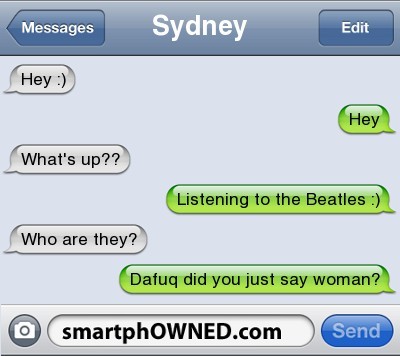 Messages
Sydney
Edit
Hey :)
Hey
What's up??
Listening to the Beatles :)
Who are they?
Dafuq did you just say woman?
smartphOWNED.com
Send